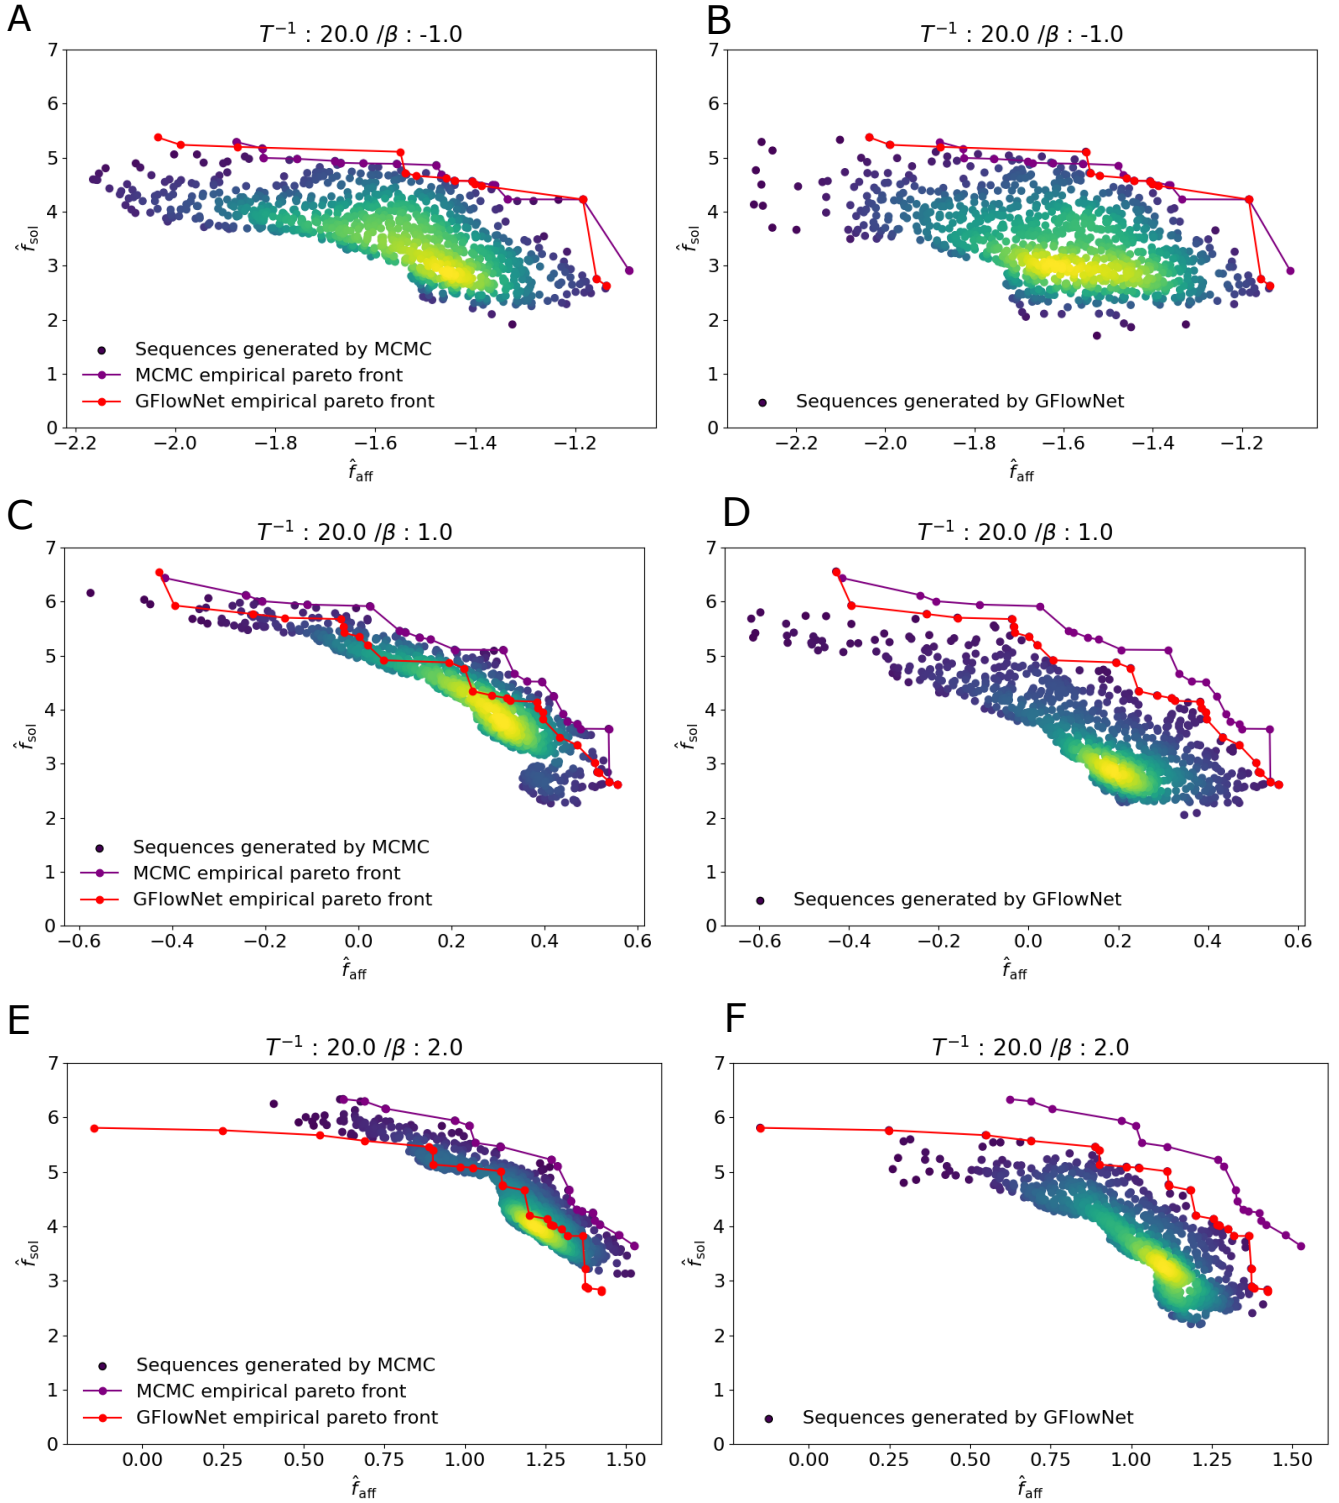 A
B
T⁻¹ : 20.0 /β : -1.0
T⁻¹ : 20.0 /β : -1.0
7
6
5
4
3
2
1
0
f̂sol
Sequences generated by MCMC
MCMC empirical pareto front
GFlowNet empirical pareto front
−2.2 −2.0 −1.8 −1.6 −1.4 −1.2
f̂aff
7
6
5
4
3
2
1
0
f̂sol
Sequences generated by GFlowNet
−2.2 −2.0 −1.8 −1.6 −1.4 −1.2
f̂aff
C
D
T⁻¹ : 20.0 /β : 1.0
T⁻¹ : 20.0 /β : 1.0
7
6
5
4
3
2
1
0
f̂sol
Sequences generated by MCMC
MCMC empirical pareto front
GFlowNet empirical pareto front
−0.6 −0.4 −0.2 0.0 0.2 0.4 0.6
f̂aff
7
6
5
4
3
2
1
0
f̂sol
Sequences generated by GFlowNet
−0.6 −0.4 −0.2 0.0 0.2 0.4 0.6
f̂aff
E
F
T⁻¹ : 20.0 /β : 2.0
T⁻¹ : 20.0 /β : 2.0
7
6
5
4
3
2
1
0
f̂sol
Sequences generated by MCMC
MCMC empirical pareto front
GFlowNet empirical pareto front
0.00 0.25 0.50 0.75 1.00 1.25 1.50
f̂aff
7
6
5
4
3
2
1
0
f̂sol
Sequences generated by GFlowNet
0.00 0.25 0.50 0.75 1.00 1.25 1.50
f̂aff